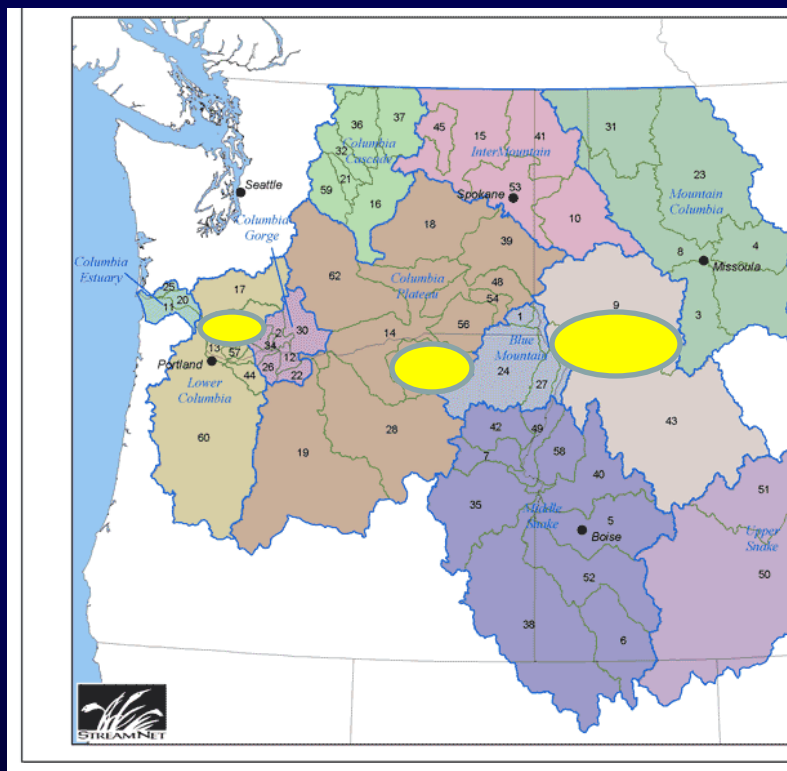 37
36
45
15
41
31
32
Columbia
Cascade
InterMountain
23
59
21
16
Seattle
Spokane
53
Mountain
Columbia
10
Columbia
Gorge
18
39
8
4
Missoula
Columbia
Estuary
25
20
11
17
62
Columbia
Plateau
48
54
9
3
2
30
14
56
1
13
57
34
12
Blue
Mountain
Portland
26
22
44
24
27
Lower
Columbia
60
28
19
42
49
7
58
40
43
35
Middle
Snake
5
Boise
51
Upper
Snake
50
52
38
6
STREAMNET